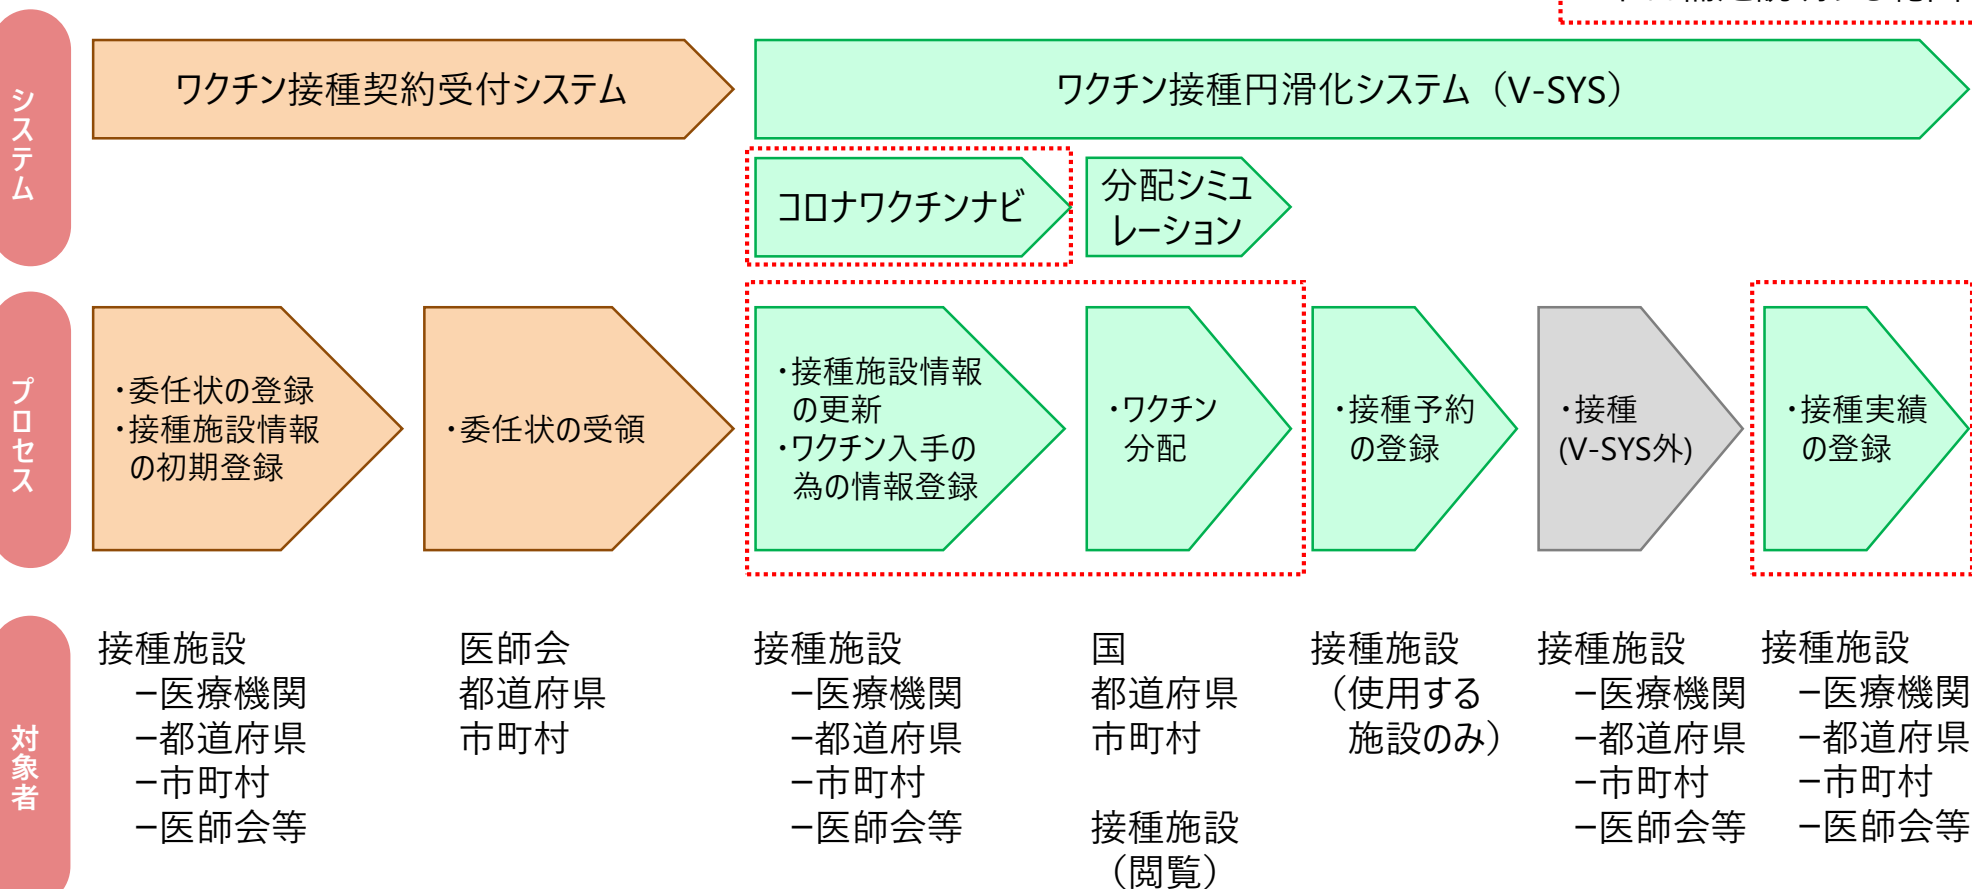 システム
ワクチン接種契約受付システム
ワクチン接種円滑化システム（V-SYS）
コロナワクチンナビ
分配シミュ
レーション
プロセス
・委任状の登録
・接種施設情報
の初期登録
・委任状の受領
・接種施設情報
の更新
・ワクチン入手の
為の情報登録
・ワクチン
分配
・接種予約
の登録
・接種
(V-SYS外)
・接種実績
の登録
対象者
接種施設
－医療機関
－都道府県
－市町村
－医師会等
医師会
都道府県
市町村
接種施設
－医療機関
－都道府県
－市町村
－医師会等
国
都道府県
市町村
接種施設
（閲覧）
接種施設
（使用する
施設のみ）
接種施設
－医療機関
－都道府県
－市町村
－医師会等
接種施設
－医療機関
－都道府県
－市町村
－医師会等